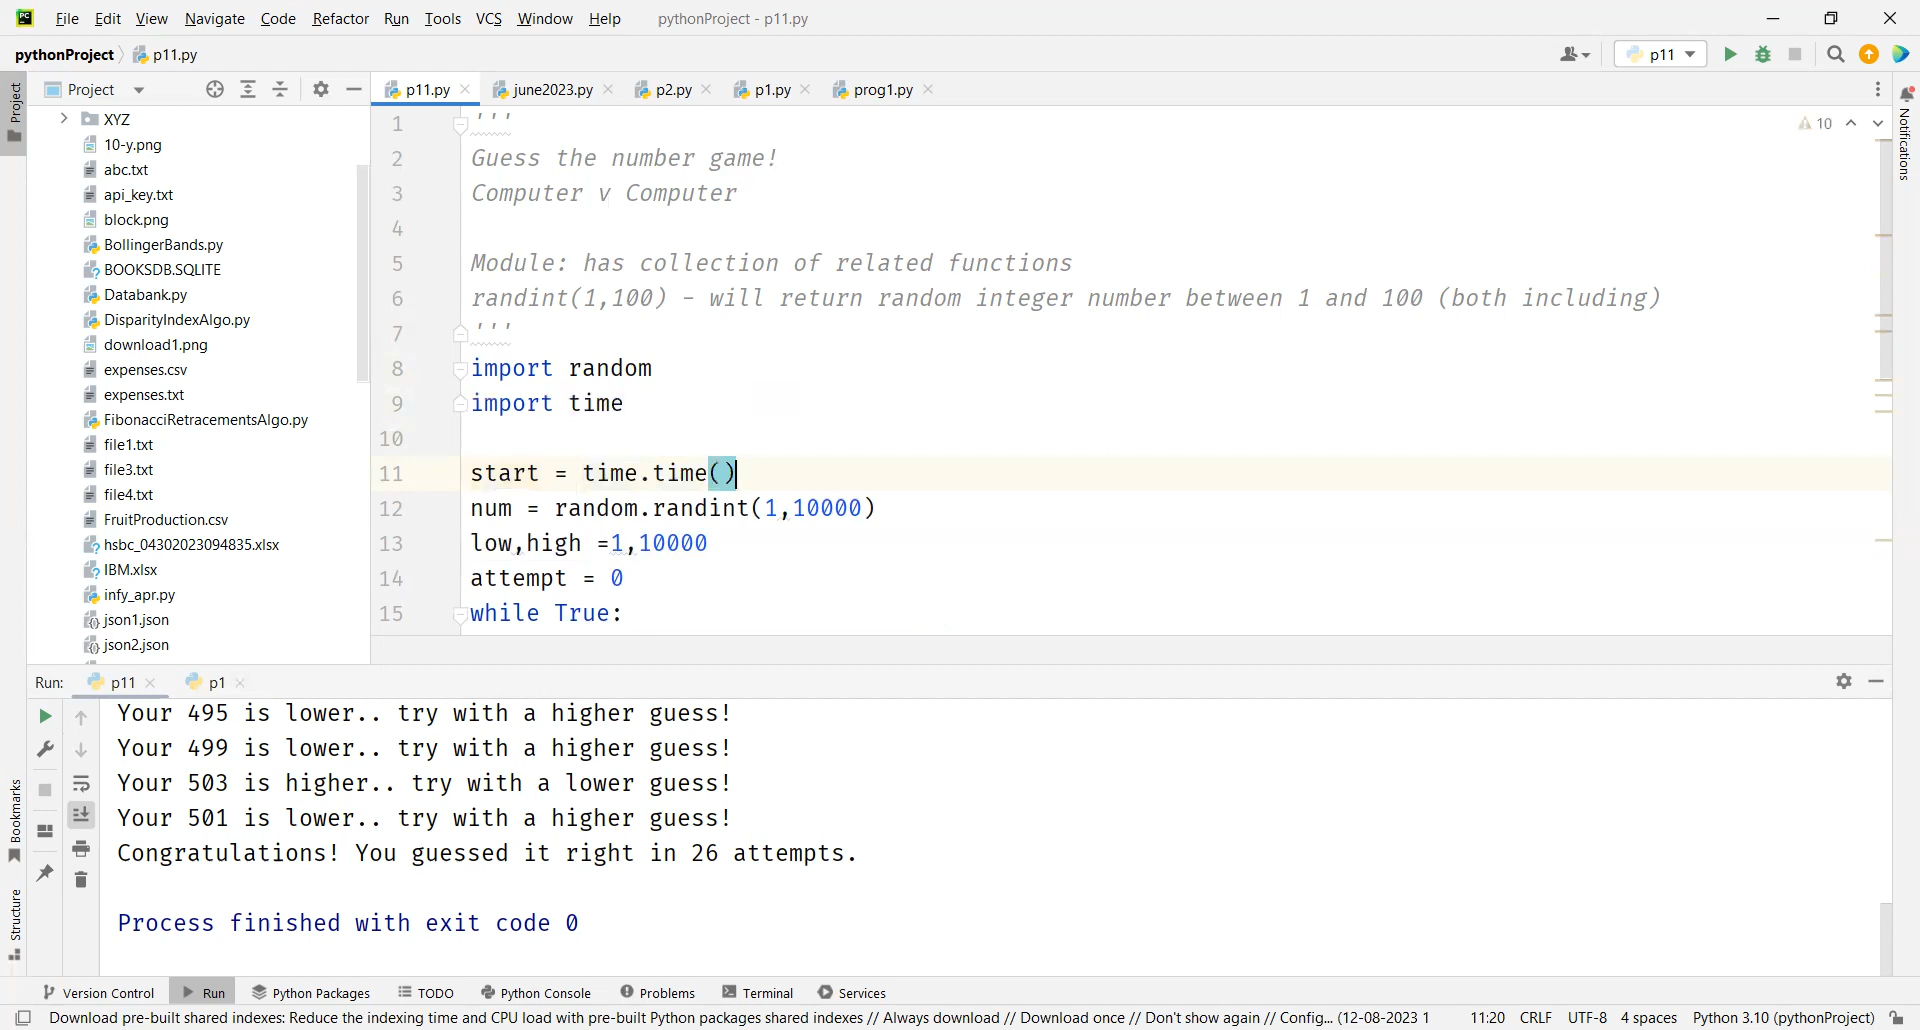 PC File Edit View Navigate Code Refactor Run Tools VCS Window Help pythonProject - p11.py
pythonProject p11.py p11
Project p11.py june2023.py p2.py p1.py prog1.py
Project
Notifications
XYZ
10-y.png
abc.txt
api_key.txt
block.png
BollingerBands.py
BOOKSDB.SQLITE
Databank.py
DisparityIndexAlgo.py
download1.png
expenses.csv
expenses.txt
FibonacciRetracementsAlgo.py
file1.txt
file3.txt
file4.txt
FruitProduction.csv
hsbc_04302023094835.xlsx
IBM.xlsx
infy_apr.py
json1.json
json2.json
10
1 '''
2 Guess the number game!
3 Computer v Computer
4
5 Module: has collection of related functions
6 randint(1,100) - will return random integer number between 1 and 100 (both including)
7 '''
8 import random
9 import time
10
11 start = time.time()
12 num = random.randint(1,10000)
13 low,high =1,10000
14 attempt = 0
15 while True:
Run: p11 p1
Your 495 is lower.. try with a higher guess!
Your 499 is lower.. try with a higher guess!
Your 503 is higher.. try with a lower guess!
Your 501 is lower.. try with a higher guess!
Congratulations! You guessed it right in 26 attempts.
Process finished with exit code 0
Bookmarks
Structure
Version Control Run Python Packages TODO Python Console Problems Terminal Services
Download pre-built shared indexes: Reduce the indexing time and CPU load with pre-built Python packages shared indexes // Always download // Download once // Don't show again // Config... (12-08-2023 1 11:20 CRLF UTF-8 4 spaces Python 3.10 (pythonProject)